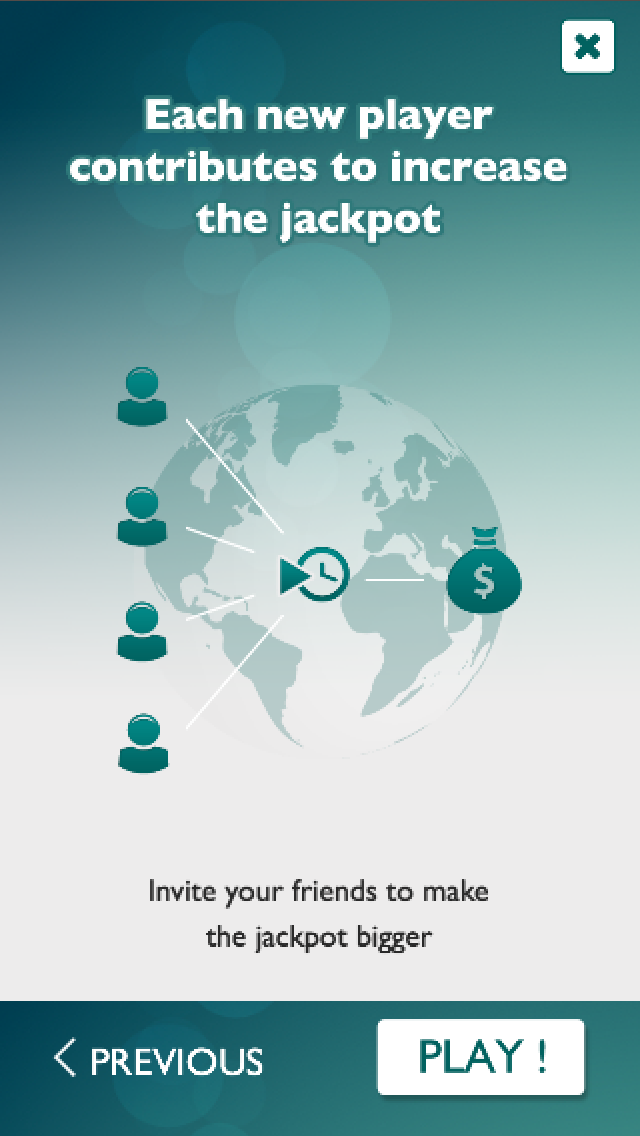 Each new player
contributes to increase
the jackpot
$
Invite your friends to make
the jackpot bigger
PREVIOUS
PLAY !